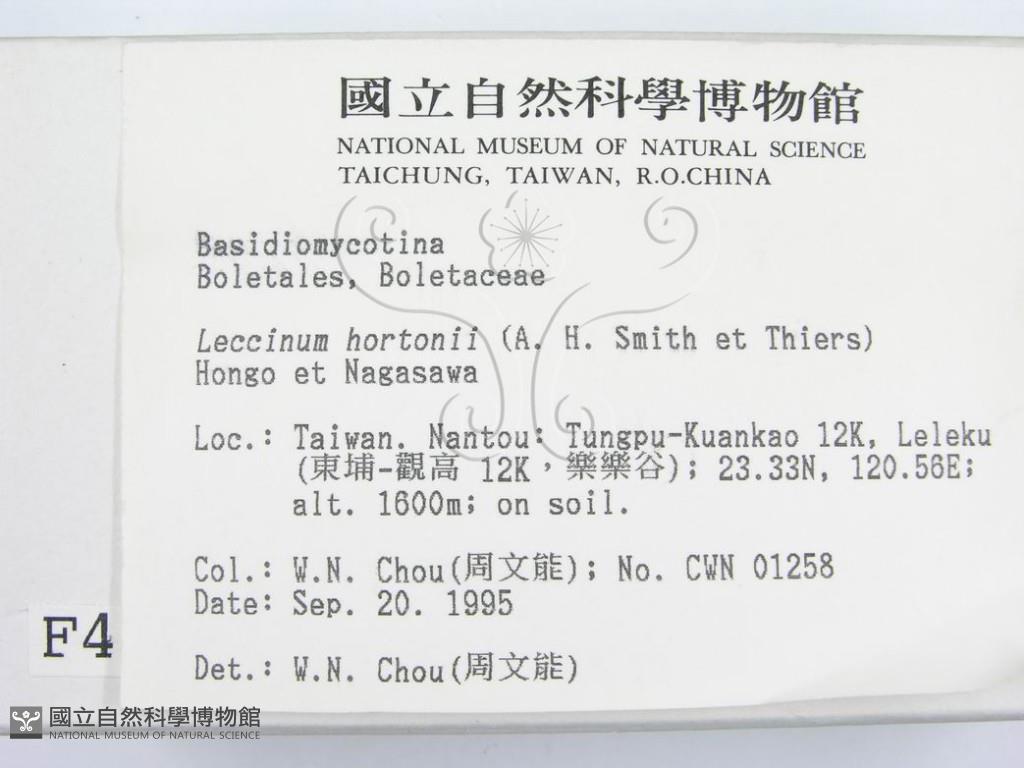 國立自然科學博物館
NATIONAL MUSEUM OF NATURAL SCIENCE
TAICHUNG, TAIWAN, R.O.CHINA
Basidiomycotina
Boletales, Boletaceae
Leccinum hortonii (A. H. Smith et Thiers)
Hongo et Nagasawa
Loc.: Taiwan. Nantou: Tungpu-Kuankao 12K, Leleku
(東埔-觀高 12K，樂樂谷); 23.33N, 120.56E;
alt. 1600m; on soil.
Col.: W.N. Chou(周文能); No. CWN 01258
Date: Sep. 20. 1995
Det.: W.N. Chou(周文能)
F4
國立自然科學博物館
NATIONAL MUSEUM OF NATURAL SCIENCE